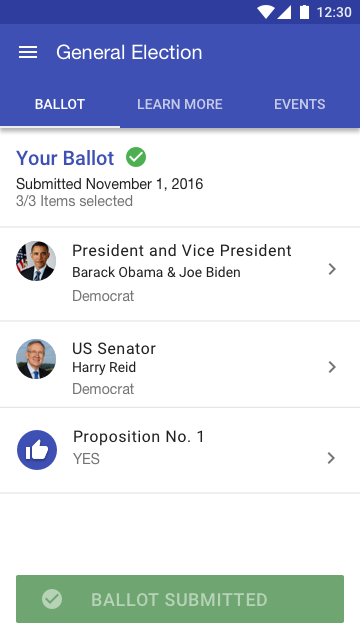 12:30
General Election
BALLOT LEARN MORE EVENTS
Your Ballot
Submitted November 1, 2016
3/3 Items selected
President and Vice President
Barack Obama & Joe Biden
Democrat
US Senator
Harry Reid
Democrat
Proposition No. 1
YES
BALLOT SUBMITTED